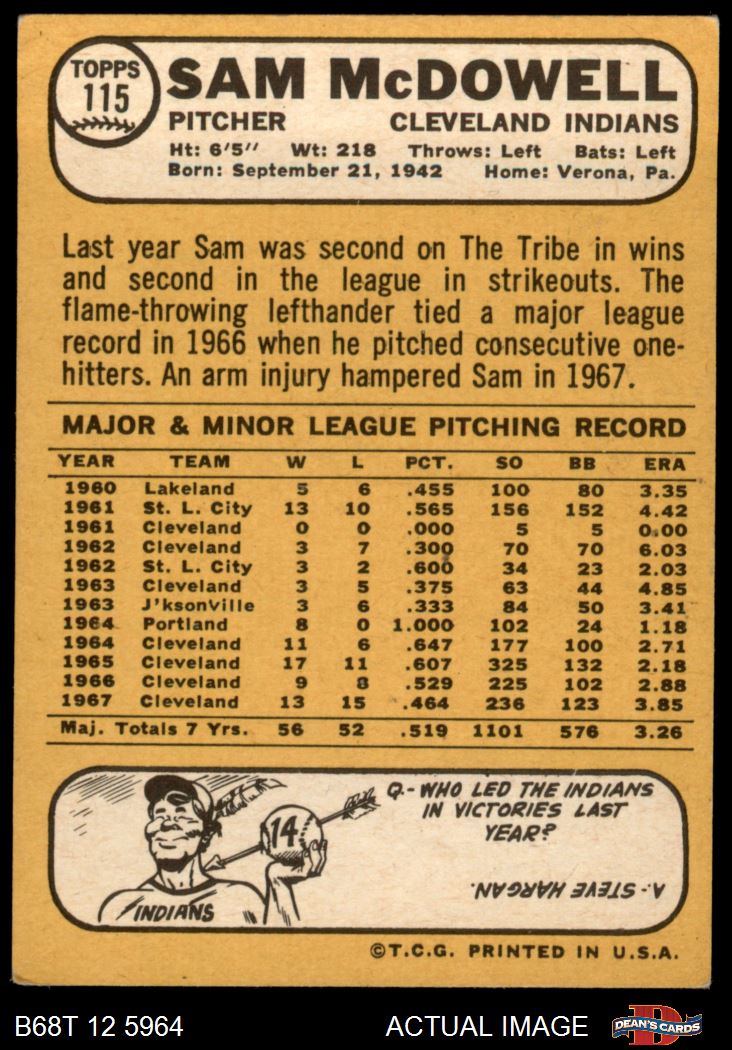 TOPPS
115
SAM McDOWELL
PITCHER CLEVELAND INDIANS
Ht: 6'5" Wt: 218 Throws: Left Bats: Left
Born: September 21, 1942 Home: Verona, Pa.
Last year Sam was second on The Tribe in wins
and second in the league in strikeouts. The
flame-throwing lefthander tied a major league
record in 1966 when he pitched consecutive one-
hitters. An arm injury hampered Sam in 1967.
MAJOR & MINOR LEAGUE PITCHING RECORD
YEAR TEAM W L PCT. SO BB ERA
1960 Lakeland 5 6 .455 100 80 3.35
1961 St. L. City 13 10 .565 156 152 4.42
1961 Cleveland 0 0 .000 5 5 0.00
1962 Cleveland 3 7 .300 70 70 6.03
1962 St. L. City 3 2 .600 34 23 2.03
1963 Cleveland 3 5 .375 63 44 4.85
1963 J'ksonville 3 6 .333 84 50 3.41
1964 Portland 8 0 1.000 102 24 1.18
1964 Cleveland 11 6 .647 177 100 2.71
1965 Cleveland 17 11 .607 325 132 2.18
1966 Cleveland 9 8 .529 225 102 2.88
1967 Cleveland 13 15 .464 236 123 3.85
Maj. Totals 7 Yrs. 56 52 .519 1101 576 3.26
Q.- WHO LED THE INDIANS
IN VICTORIES LAST
YEAR?
14
A.- STEVE HARGAN.
INDIANS
©T.C.G. PRINTED IN U.S.A.
B68T 12 5964 ACTUAL IMAGE
D
DEAN'S CARDS